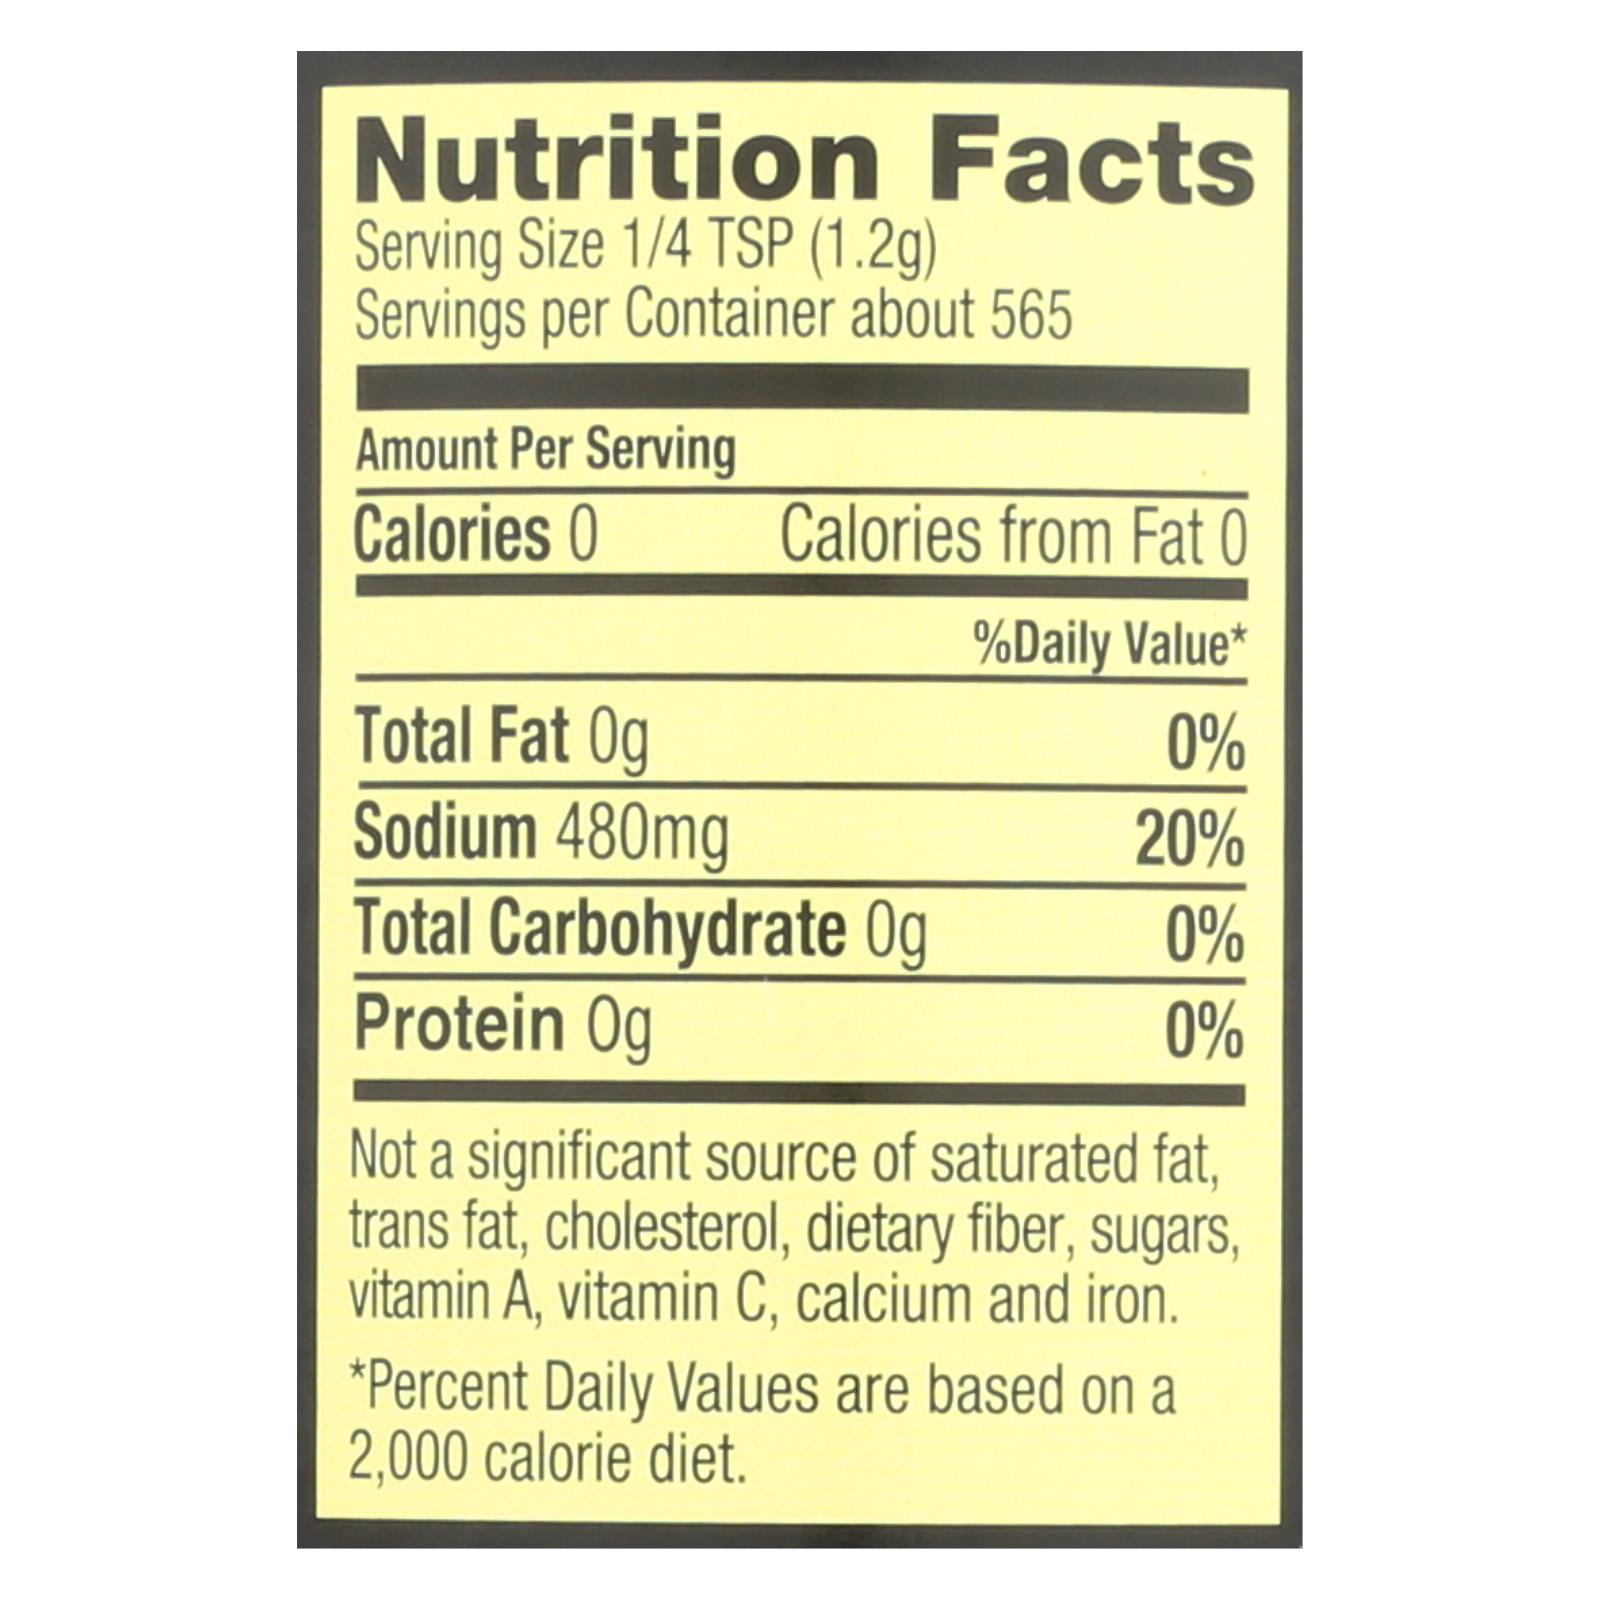 Nutrition Facts
Serving Size 1/4 TSP (1.2g)
Servings per Container about 565
Amount Per Serving
Calories 0 Calories from Fat 0
%Daily Value*
Total Fat 0g 0%
Sodium 480mg 20%
Total Carbohydrate 0g 0%
Protein 0g 0%
Not a significant source of saturated fat,
trans fat, cholesterol, dietary fiber, sugars,
vitamin A, vitamin C, calcium and iron.
*Percent Daily Values are based on a
2,000 calorie diet.